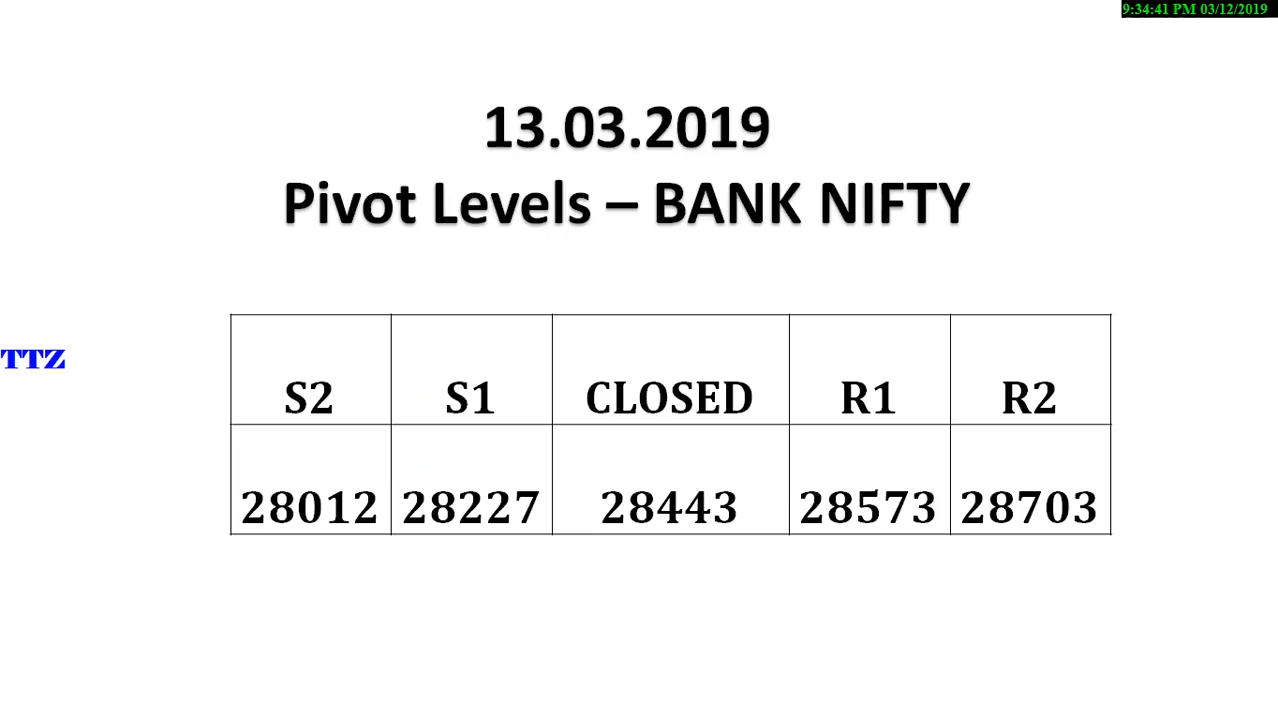 9:34:41 PM 03/12/2019
13.03.2019
Pivot Levels – BANK NIFTY
TTZ
S2 S1 CLOSED R1 R2
28012 28227 28443 28573 28703